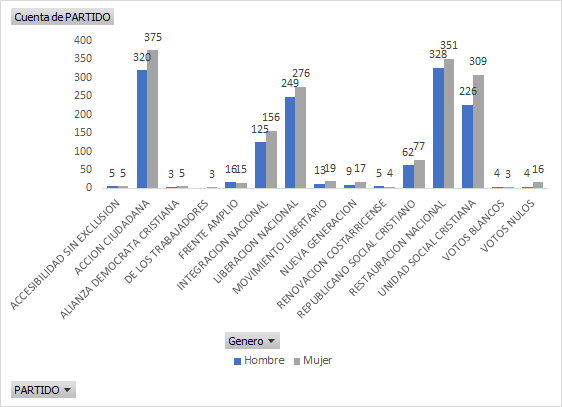 Cuenta de PARTIDO
400
350
300
250
200
150
100
50
0
5 5
320 375
3 5
3
16 15
125 156
249 276
13 19
9 17
5 4
62 77
328 351
226 309
4 3
4 16
ACCESIBILIDAD SIN EXCLUSION
ACCION CIUDADANA
ALIANZA DEMOCRATA CRISTIANA
DE LOS TRABAJADORES
FRENTE AMPLIO
INTEGRACION NACIONAL
LIBERACION NACIONAL
MOVIMIENTO LIBERTARIO
NUEVA GENERACION
RENOVACION COSTARRICENSE
REPUBLICANO SOCIAL CRISTIANO
RESTAURACION NACIONAL
UNIDAD SOCIAL CRISTIANA
VOTOS BLANCOS
VOTOS NULOS
Genero
Hombre Mujer
PARTIDO